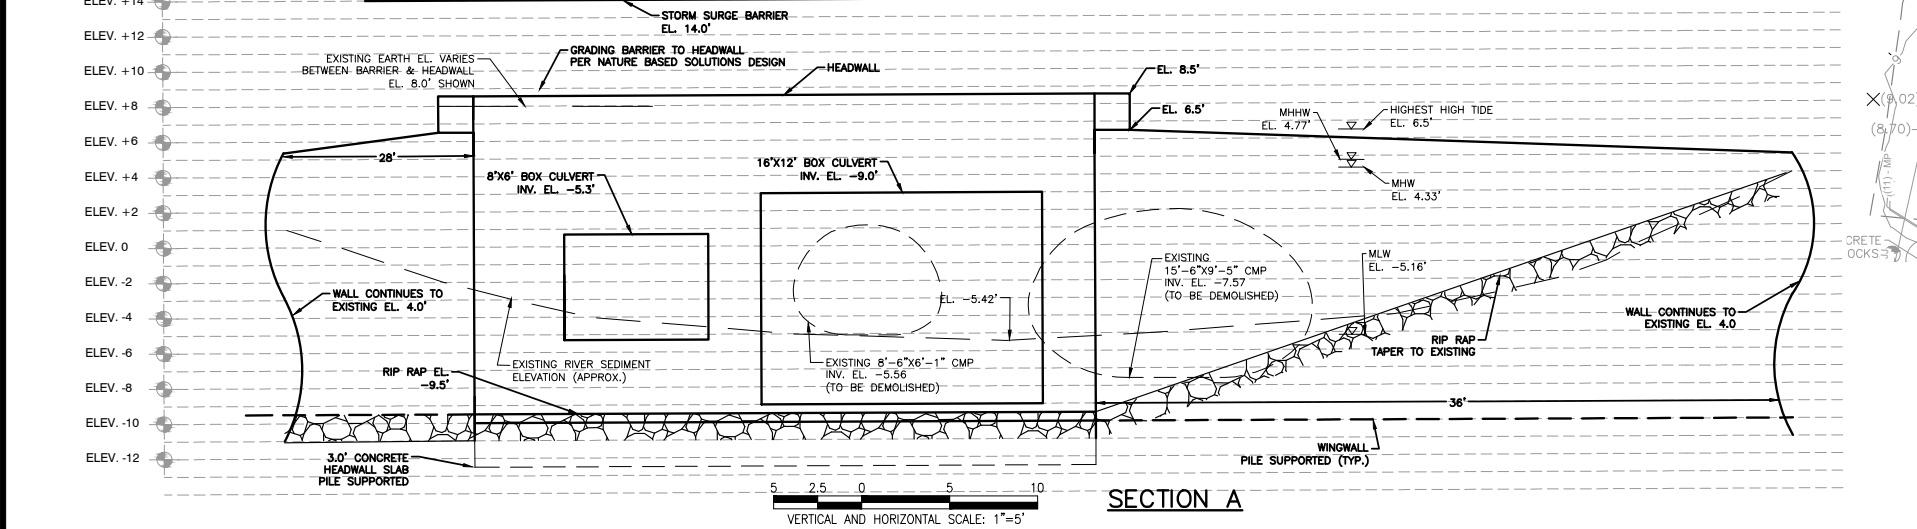 ELEV. +14
ELEV. +12
ELEV. +10
ELEV. +8
ELEV. +6
ELEV. +4
ELEV. +2
ELEV. 0
ELEV. -2
ELEV. -4
ELEV. -6
ELEV. -8
ELEV. -10
ELEV. -12
STORM SURGE BARRIER
EL. 14.0'
EXISTING EARTH EL. VARIES
BETWEEN BARRIER & HEADWALL
EL. 8.0' SHOWN
GRADING BARRIER TO HEADWALL
PER NATURE BASED SOLUTIONS DESIGN
HEADWALL
EL. 8.5'
EL. 6.5'
MHHW
EL. 4.77'
HIGHEST HIGH TIDE
EL. 6.5'
MHW
EL. 4.33'
28'
8'X6' BOX CULVERT
INV. EL. -5.3'
16'X12' BOX CULVERT
INV. EL. -9.0'
WALL CONTINUES TO
EXISTING EL. 4.0'
EL. -5.42'
EXISTING
15'-6"X9'-5" CMP
INV. EL. -7.57
(TO BE DEMOLISHED)
MLW
EL. -5.16'
WALL CONTINUES TO
EXISTING EL. 4.0
RIP RAP
TAPER TO EXISTING
RIP RAP EL.
-9.5'
EXISTING RIVER SEDIMENT
ELEVATION (APPROX.)
EXISTING 8'-6"X6'-1" CMP
INV. EL. -5.56
(TO BE DEMOLISHED)
36'
3.0' CONCRETE
HEADWALL SLAB
PILE SUPPORTED
WINGWALL
PILE SUPPORTED (TYP.)
5 2.5 0 5 10
VERTICAL AND HORIZONTAL SCALE: 1"=5'
SECTION A
9'
(9.02)
(8.70)
(11)-MP
CRETE
OCKS